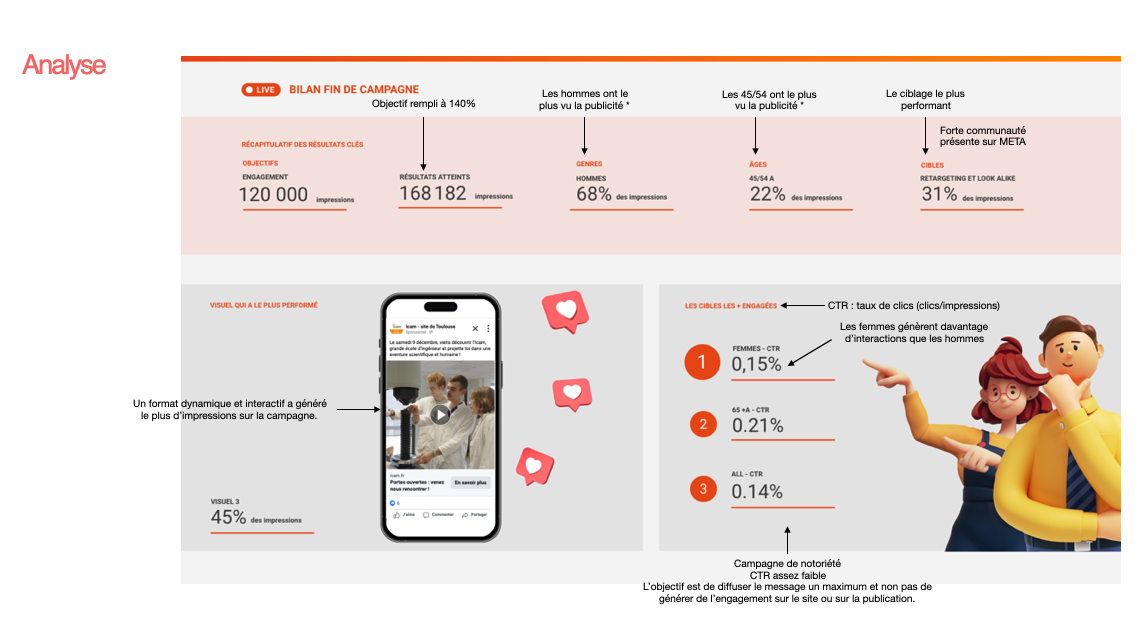 Analyse
LIVE BILAN FIN DE CAMPAGNE
Objectif rempli à 140%
Les hommes ont le
plus vu la publicité *
Les 45/54 ont le plus
vu la publicité *
Le ciblage le plus
performant
Forte communauté
présente sur META
RÉCAPITULATIF DES RÉSULTATS CLÉS
OBJECTIFS
ENGAGEMENT
120 000 impressions
RÉSULTATS ATTEINTS
168 182 impressions
GENRES
HOMMES
68% des impressions
ÂGES
45/54 A
22% des impressions
CIBLES
RETARGETING ET LOOK ALIKE
31% des impressions
VISUEL QUI A LE PLUS PERFORMÉ
Un format dynamique et interactif a généré
le plus d'impressions sur la campagne.
VISUEL 3
45% des impressions
Icam - site de Toulouse
Sponsorisé
Le samedi 9 décembre, viens découvrir l'Icam,
grande école d'ingénieur et projette toi dans une
aventure scientifique et humaine !
icam.fr
Portes ouvertes : venez
nous rencontrer !
En savoir plus
6
J'aime Commenter Partager
LES CIBLES LES + ENGAGÉES
CTR : taux de clics (clics/impressions)
Les femmes génèrent davantage
d'interactions que les hommes
1
FEMMES - CTR
0,15%
2
65 +A - CTR
0.21%
3
ALL - CTR
0.14%
Campagne de notoriété
CTR assez faible
L'objectif est de diffuser le message un maximum et non pas de
générer de l'engagement sur le site ou sur la publication.